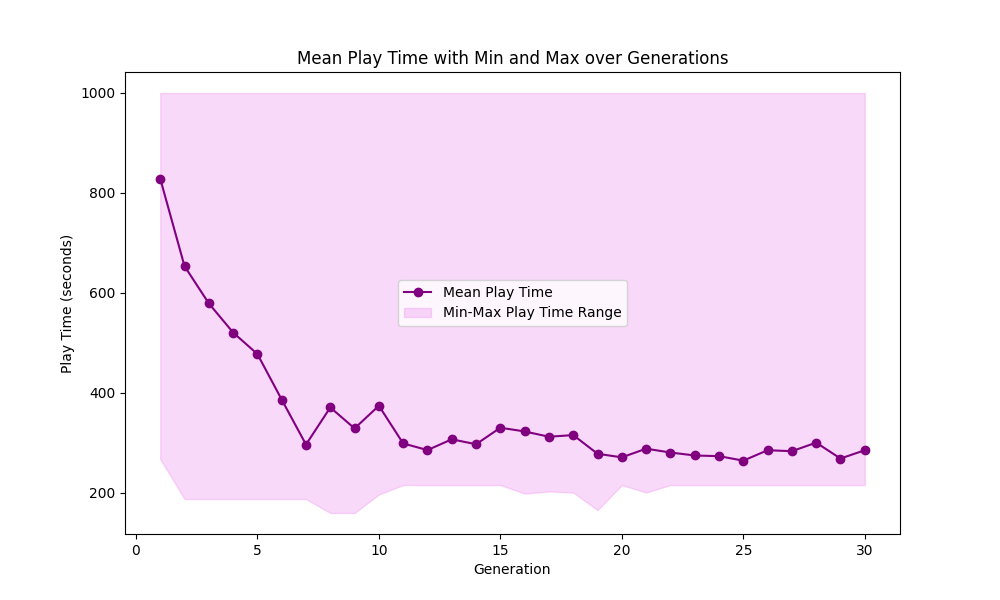 Mean Play Time with Min and Max over Generations
1000
800
600
400
200
Play Time (seconds)
Mean Play Time
Min-Max Play Time Range
0 5 10 15 20 25 30
Generation